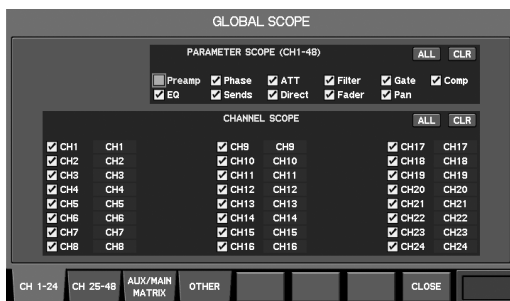 GLOBAL SCOPE
PARAMETER SCOPE (CH1-48) ALL CLR
Preamp Phase ATT Filter Gate Comp
EQ Sends Direct Fader Pan
CHANNEL SCOPE ALL CLR
CH1 CH1 CH9 CH9 CH17 CH17
CH2 CH2 CH10 CH10 CH18 CH18
CH3 CH3 CH11 CH11 CH19 CH19
CH4 CH4 CH12 CH12 CH20 CH20
CH5 CH5 CH13 CH13 CH21 CH21
CH6 CH6 CH14 CH14 CH22 CH22
CH7 CH7 CH15 CH15 CH23 CH23
CH8 CH8 CH16 CH16 CH24 CH24
CH 1-24 CH 25-48 AUX/MAIN
MATRIX OTHER CLOSE